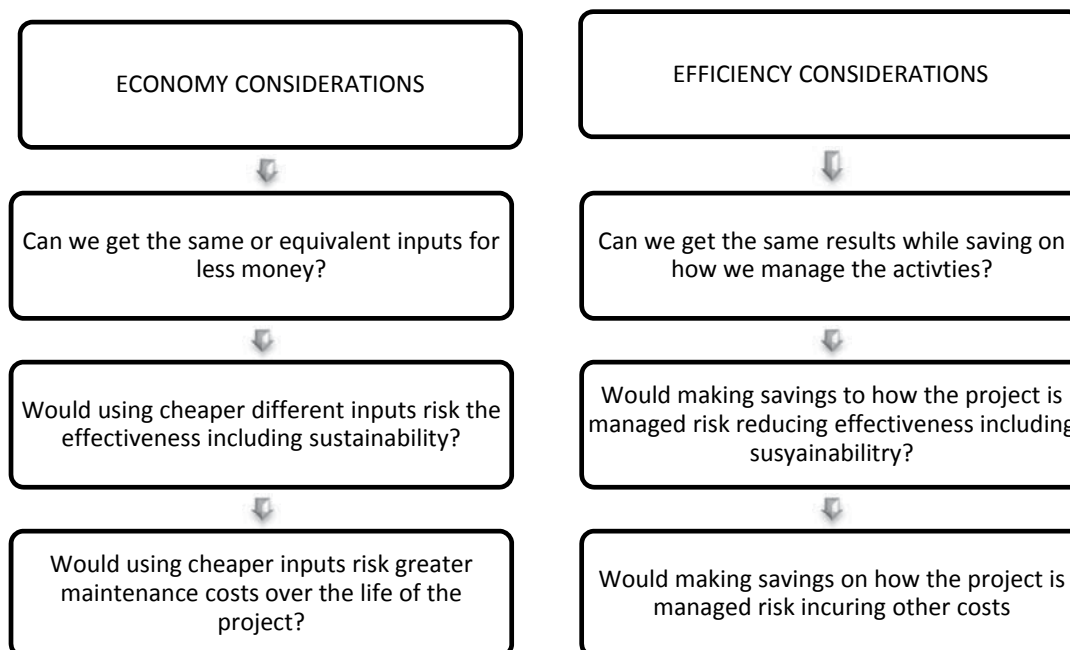 ECONOMY CONSIDERATIONS
Can we get the same or equivalent inputs for
less money?
Would using cheaper different inputs risk the
effectiveness including sustainability?
Would using cheaper inputs risk greater
maintenance costs over the life of the
project?
EFFICIENCY CONSIDERATIONS
Can we get the same results while saving on
how we manage the activties?
Would making savings to how the project is
managed risk reducing effectiveness including
susyainabilitry?
Would making savings on how the project is
managed risk incuring other costs